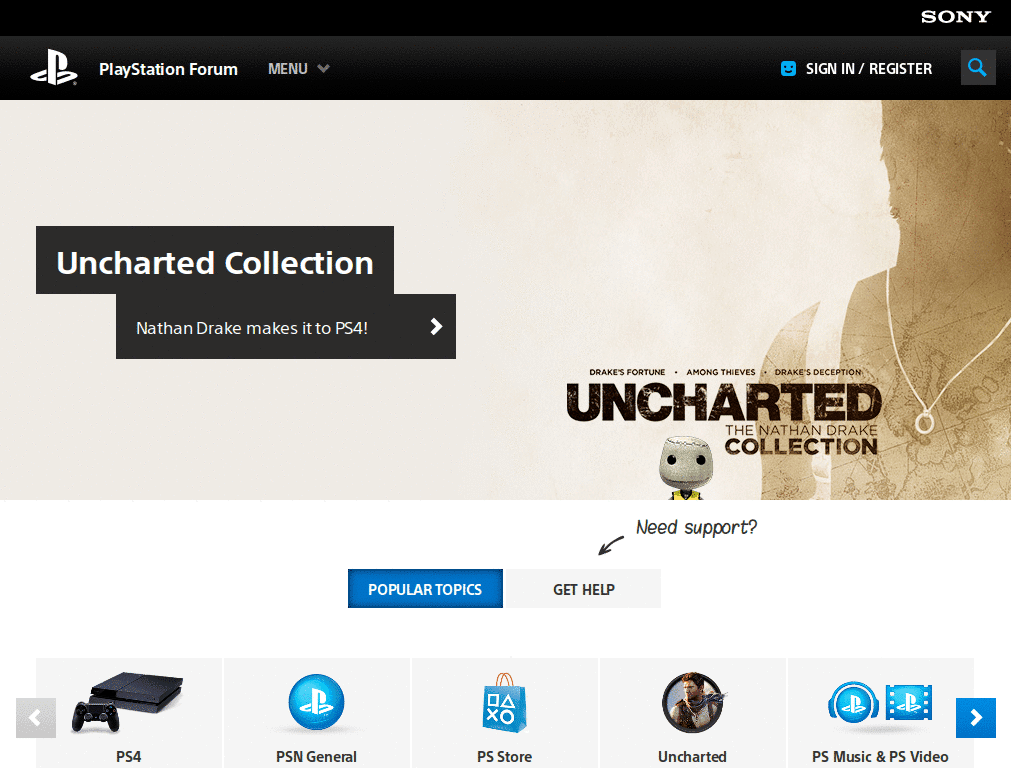 SONY
PlayStation Forum MENU SIGN IN / REGISTER
Uncharted Collection
Nathan Drake makes it to PS4!
DRAKE'S FORTUNE • AMONG THIEVES • DRAKE'S DECEPTION
UNCHARTED
THE NATHAN DRAKE
COLLECTION
Need support?
POPULAR TOPICS GET HELP
PS4 PSN General PS Store Uncharted PS Music & PS Video